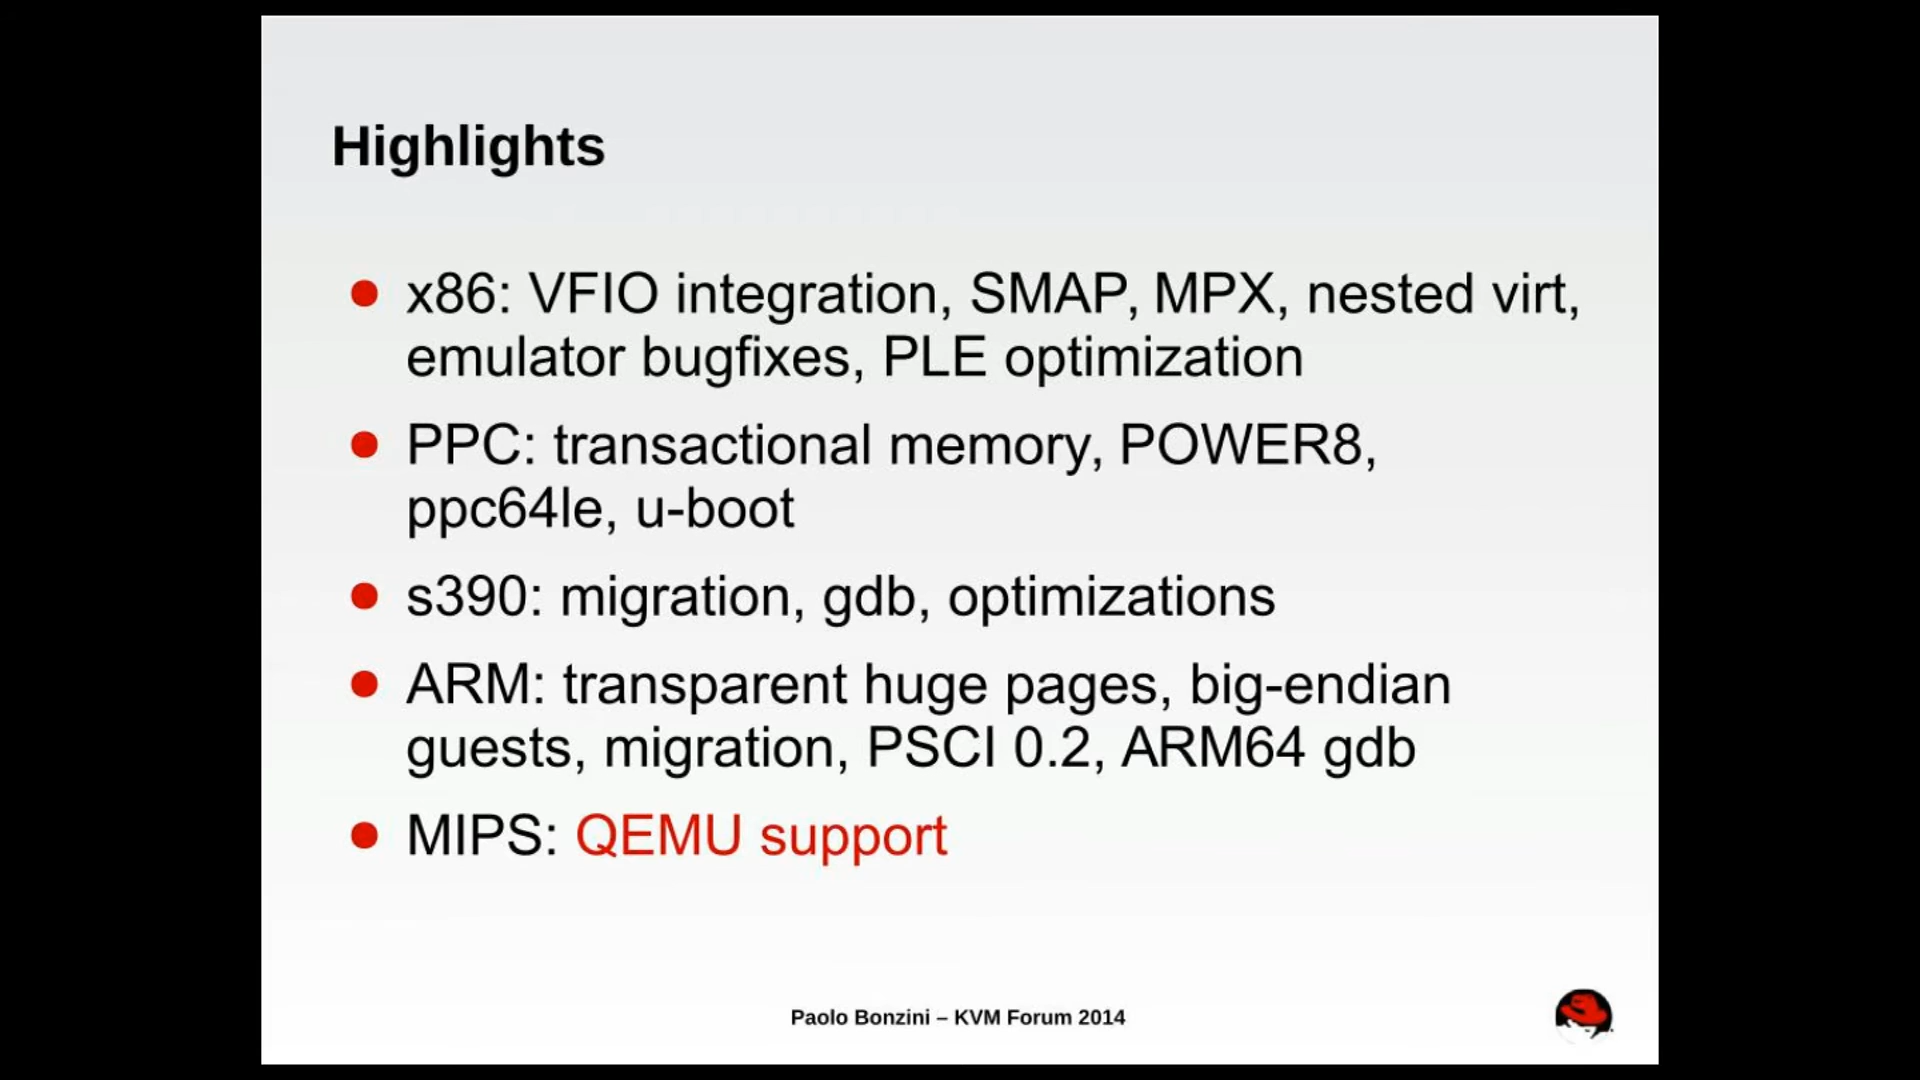 Highlights
x86: VFIO integration, SMAP, MPX, nested virt,
emulator bugfixes, PLE optimization
PPC: transactional memory, POWER8,
ppc64le, u-boot
s390: migration, gdb, optimizations
ARM: transparent huge pages, big-endian
guests, migration, PSCI 0.2, ARM64 gdb
MIPS: QEMU support
Paolo Bonzini – KVM Forum 2014